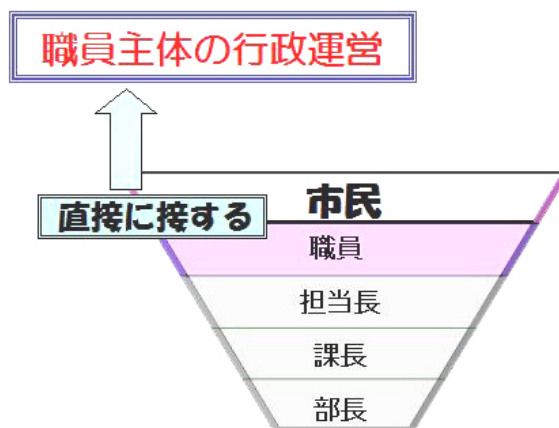 職員主体の行政運営
市民
直接に接する
職員
担当長
課長
部長